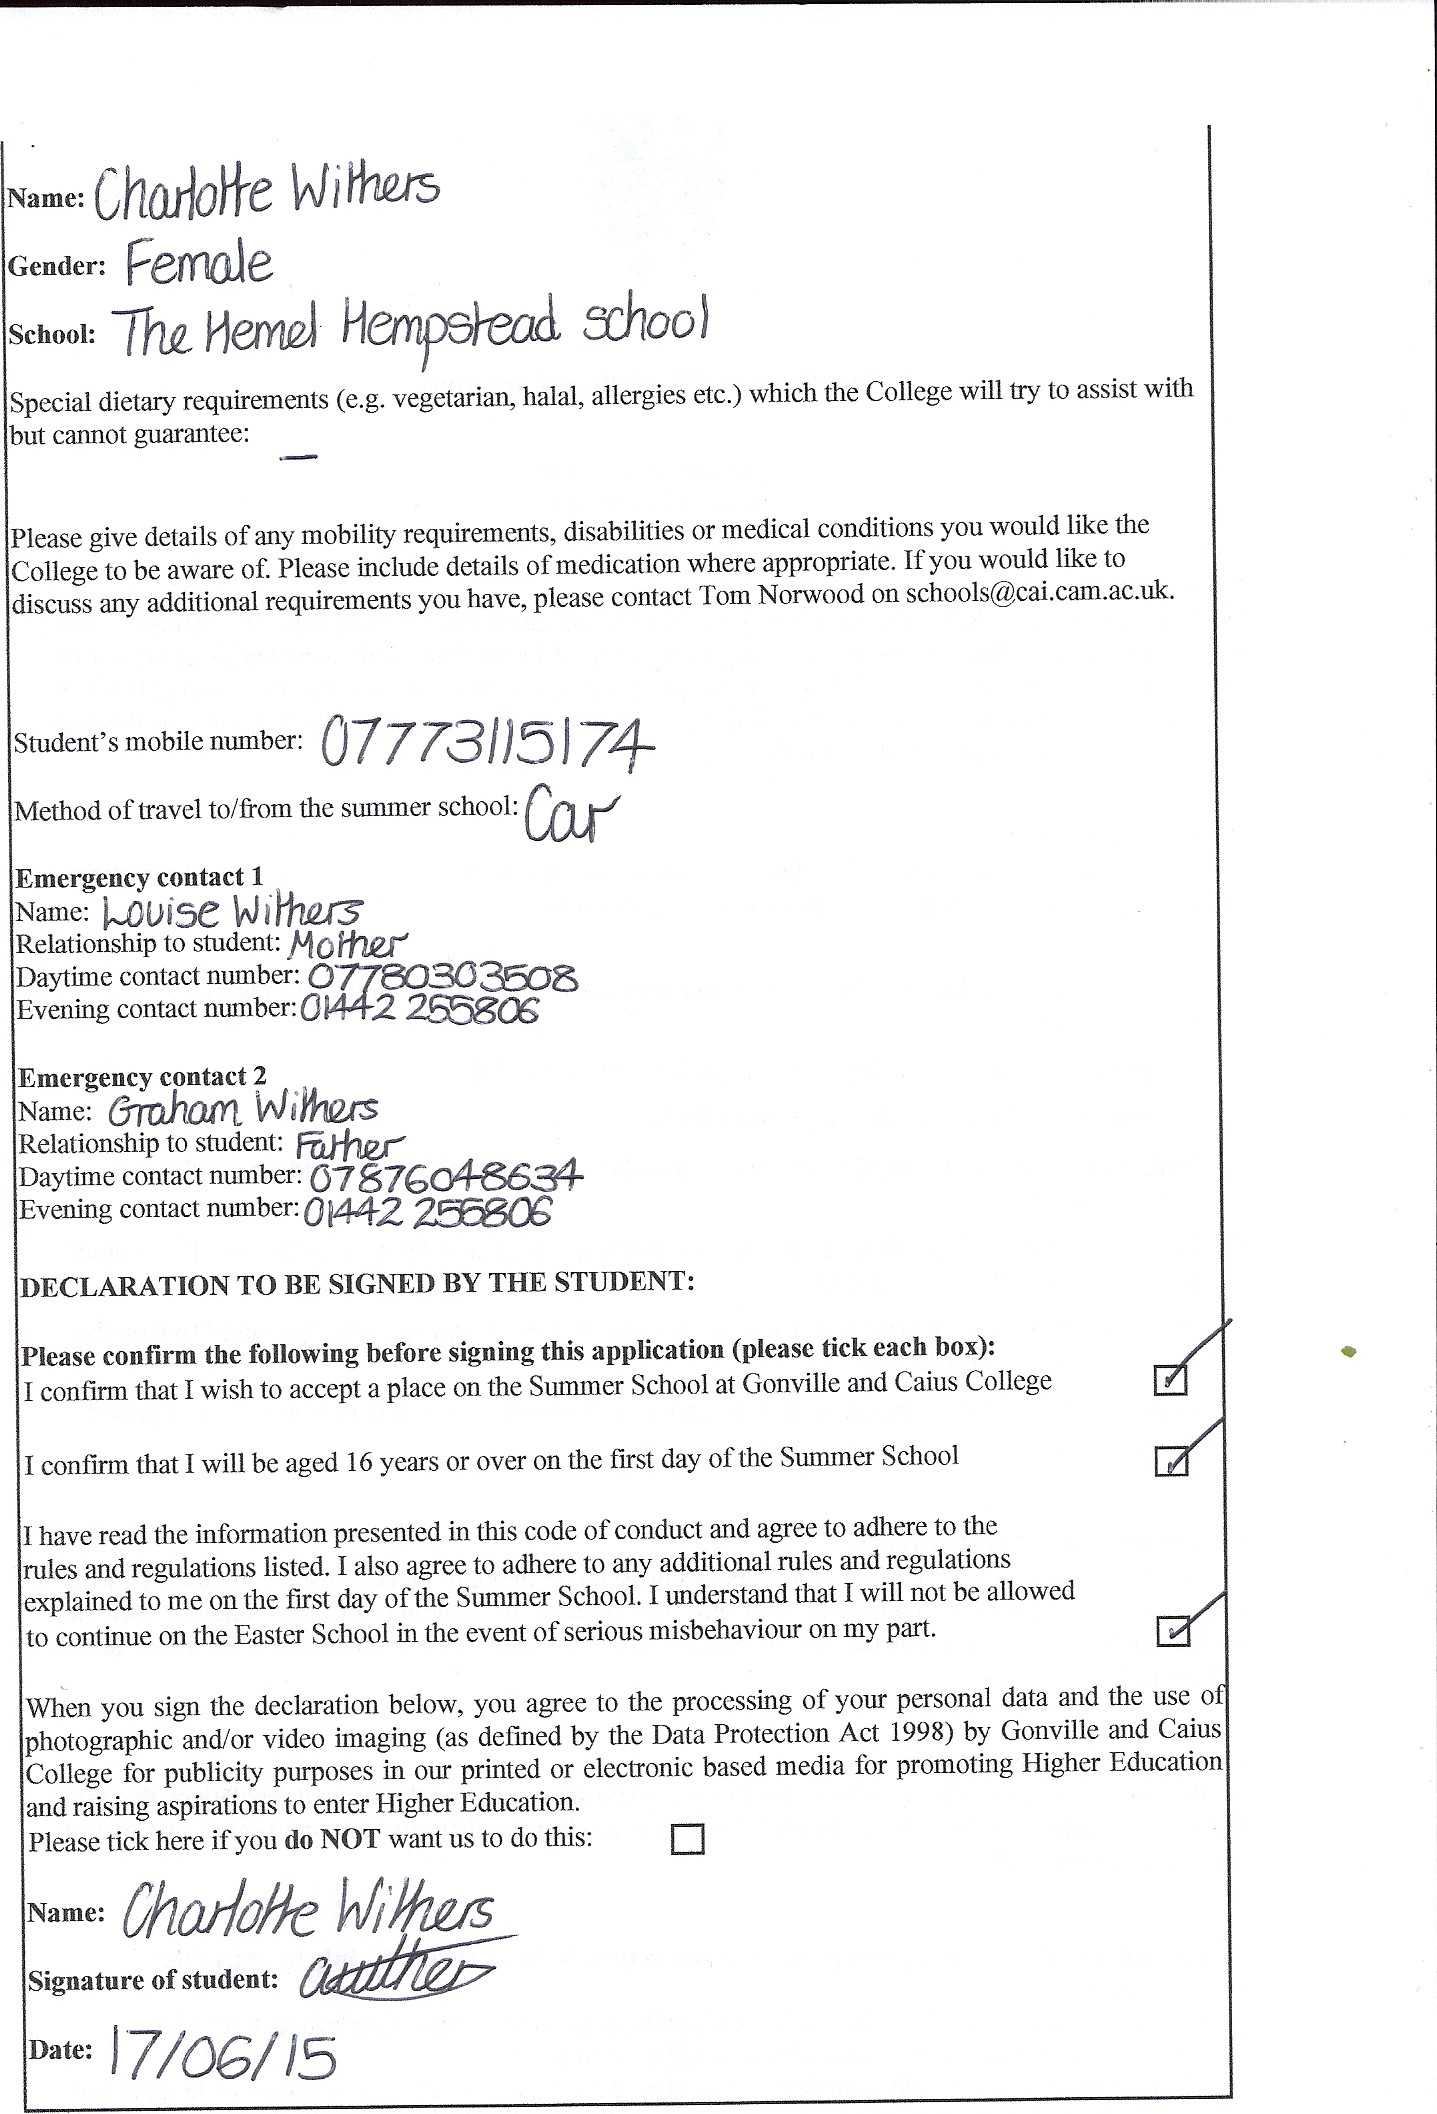 Name: Charlotte Withers
Gender: Female
School: The Hemel Hempstead school
Special dietary requirements (e.g. vegetarian, halal, allergies etc.) which the College will try to assist with
but cannot guarantee: —
Please give details of any mobility requirements, disabilities or medical conditions you would like the
College to be aware of. Please include details of medication where appropriate. If you would like to
discuss any additional requirements you have, please contact Tom Norwood on schools@cai.cam.ac.uk.
Student's mobile number: 07773115174
Method of travel to/from the summer school: Car
Emergency contact 1
Name: Louise Withers
Relationship to student: Mother
Daytime contact number: 07780303508
Evening contact number: 01442 255806
Emergency contact 2
Name: Graham Withers
Relationship to student: Father
Daytime contact number: 07876048634
Evening contact number: 01442 255806
DECLARATION TO BE SIGNED BY THE STUDENT:
Please confirm the following before signing this application (please tick each box):
I confirm that I wish to accept a place on the Summer School at Gonville and Caius College
I confirm that I will be aged 16 years or over on the first day of the Summer School
I have read the information presented in this code of conduct and agree to adhere to the
rules and regulations listed. I also agree to adhere to any additional rules and regulations
explained to me on the first day of the Summer School. I understand that I will not be allowed
to continue on the Easter School in the event of serious misbehaviour on my part.
When you sign the declaration below, you agree to the processing of your personal data and the use of
photographic and/or video imaging (as defined by the Data Protection Act 1998) by Gonville and Caius
College for publicity purposes in our printed or electronic based media for promoting Higher Education
and raising aspirations to enter Higher Education.
Please tick here if you do NOT want us to do this:
Name: Charlotte Withers
Signature of student:
Date: 17/06/15